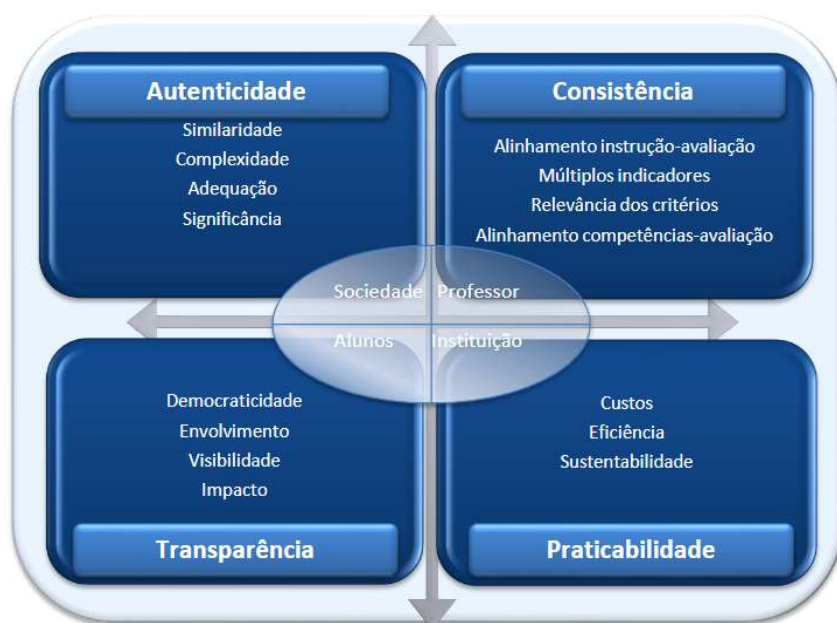 Autenticidade
Similaridade
Complexidade
Adequação
Significância
Consistência
Alinhamento instrução-avaliação
Múltiplos indicadores
Relevância dos critérios
Alinhamento competências-avaliação
Sociedade
Professor
Alunos
Instituição
Democraticidade
Envolvimento
Visibilidade
Impacto
Transparência
Custos
Eficiência
Sustentabilidade
Praticabilidade